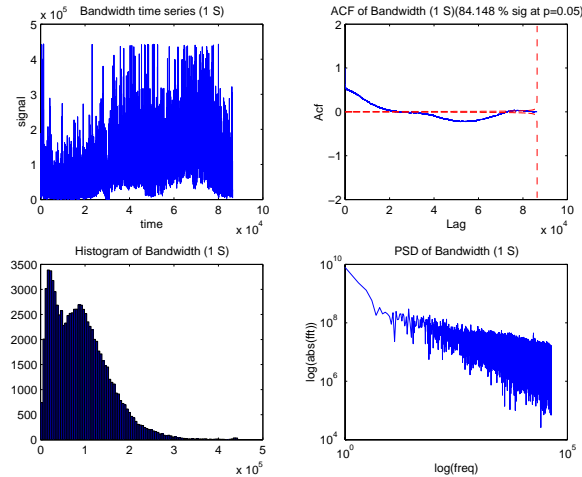 Bandwidth time series (1 S)
x 10^5
5
4
3
2
1
0
signal
0 2 4 6 8 10
time
x 10^4
ACF of Bandwidth (1 S)(84.148 % sig at p=0.05)
2
1
0
−1
−2
Acf
0 2 4 6 8 10
Lag
x 10^4
Histogram of Bandwidth (1 S)
3500
3000
2500
2000
1500
1000
500
0
0 1 2 3 4 5
x 10^5
PSD of Bandwidth (1 S)
10^10
10^8
10^6
10^4
log(abs(fft))
10^0 10^5
log(freq)